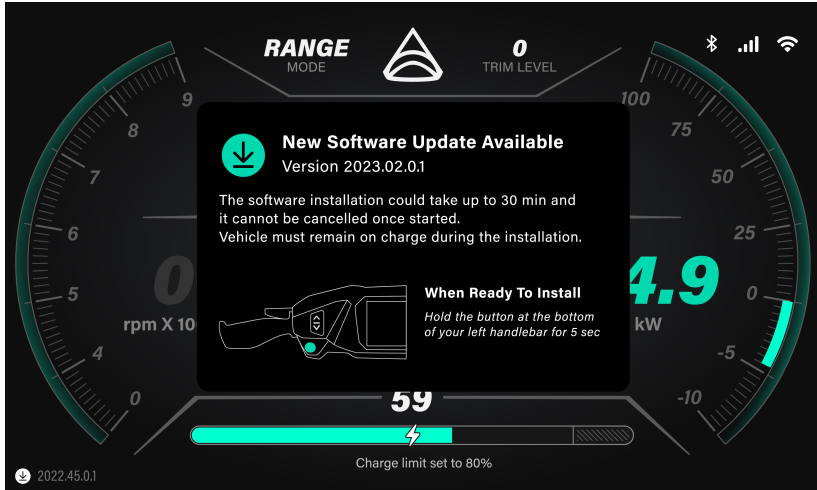 RANGE
MODE
0
TRIM LEVEL
9
8
7
6
5
4
0
100
75
50
25
0
-5
-10
New Software Update Available
Version 2023.02.0.1
The software installation could take up to 30 min and
it cannot be cancelled once started.
Vehicle must remain on charge during the installation.
When Ready To Install
Hold the button at the bottom
of your left handlebar for 5 sec
0
rpm X 10
4.9
kW
59
Charge limit set to 80%
2022.45.0.1